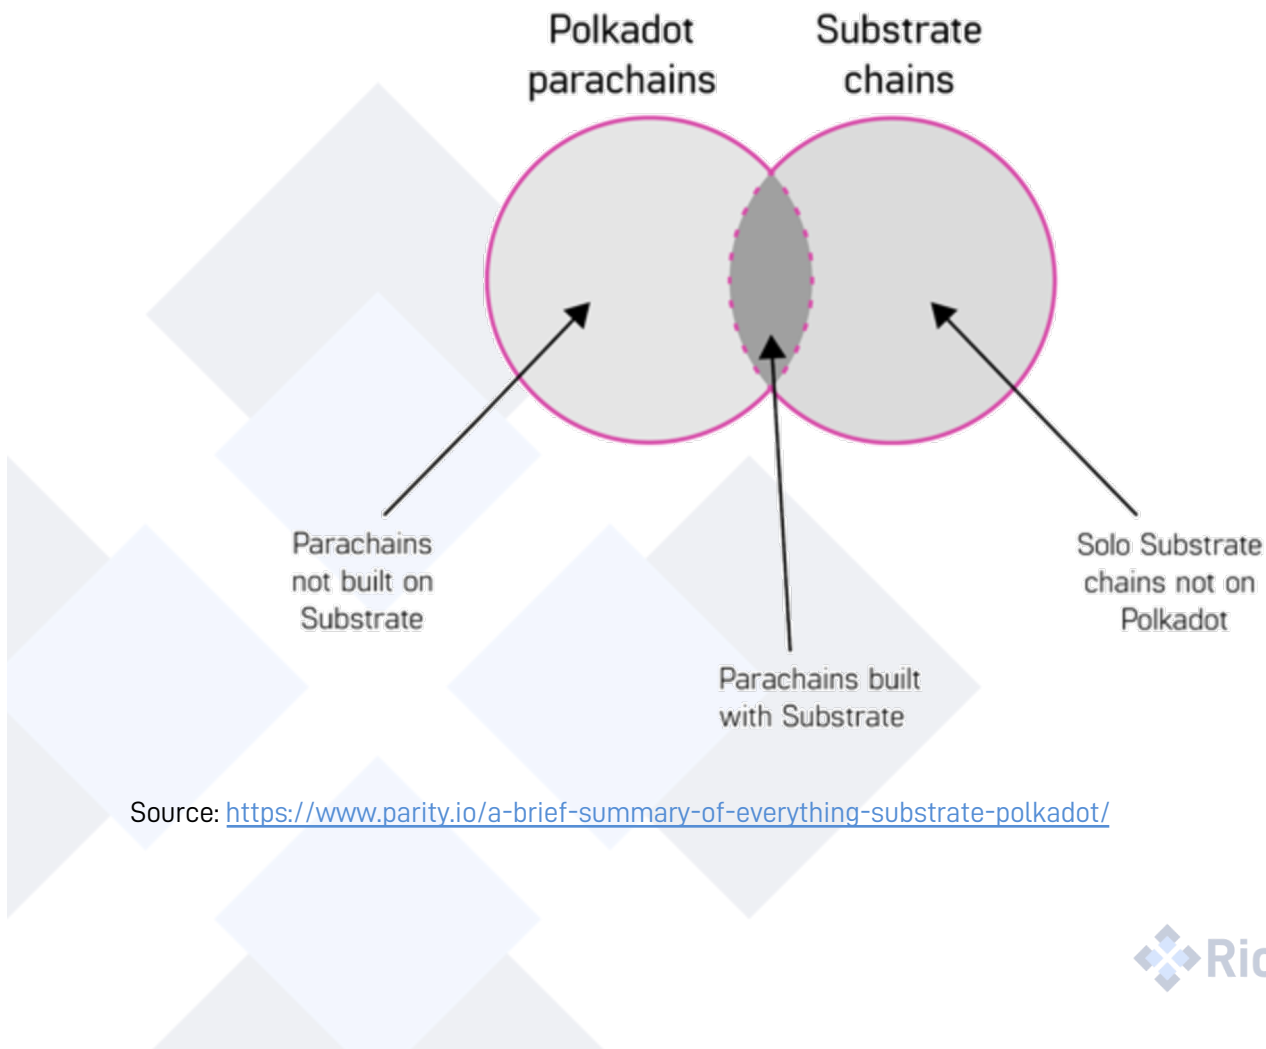 Polkadot
parachains
Substrate
chains
Parachains
not built on
Substrate
Solo Substrate
chains not on
Polkadot
Parachains built
with Substrate
Source: https://www.parity.io/a-brief-summary-of-everything-substrate-polkadot/